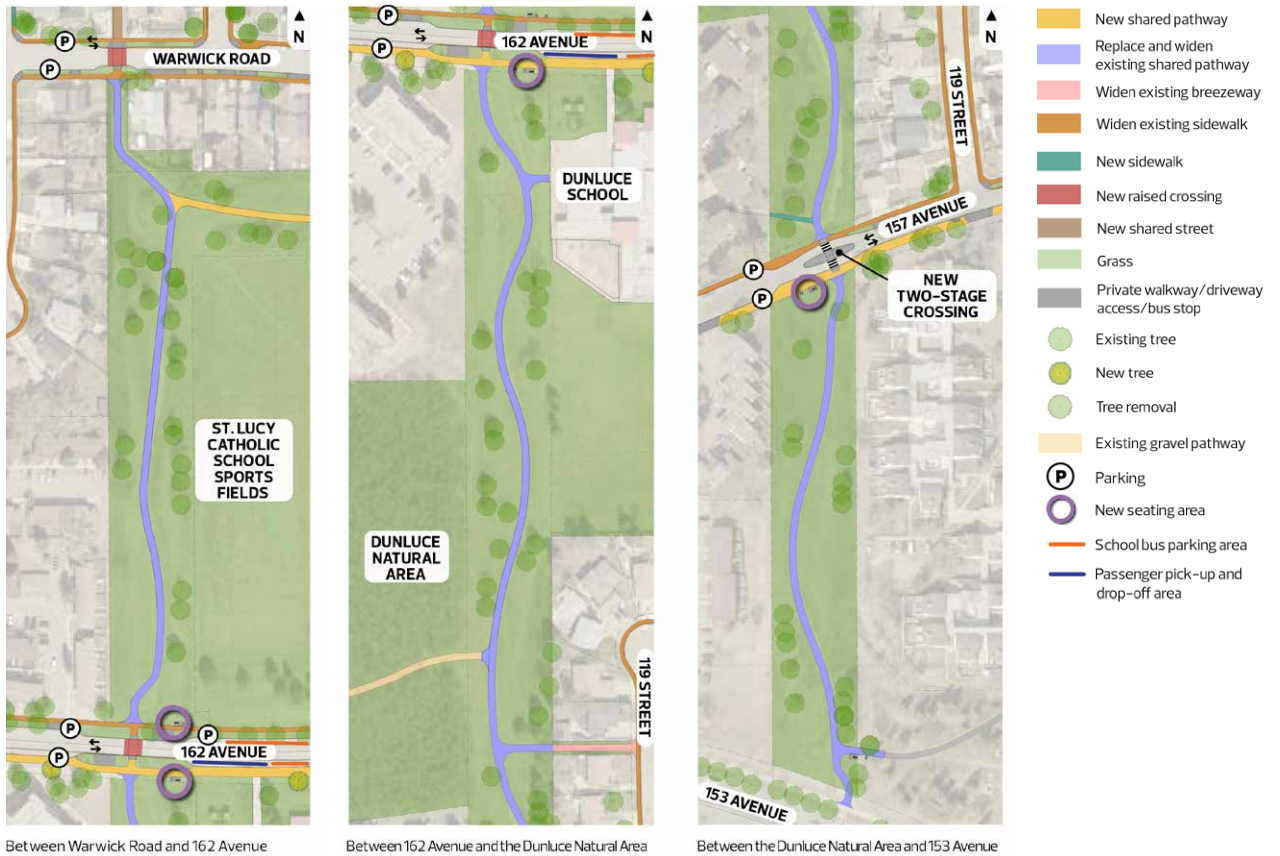 N
P
P
WARWICK ROAD
ST. LUCY
CATHOLIC
SCHOOL
SPORTS
FIELDS
P
P
P
162 AVENUE
Between Warwick Road and 162 Avenue
P
P
N
162 AVENUE
DUNLUCE
SCHOOL
DUNLUCE
NATURAL
AREA
119 STREET
Between 162 Avenue and the Dunluce Natural Area
N
119 STREET
157 AVENUE
P
P
NEW
TWO-STAGE
CROSSING
153 AVENUE
Between the Dunluce Natural Area and 153 Avenue
New shared pathway
Replace and widen
existing shared pathway
Widen existing breezeway
Widen existing sidewalk
New sidewalk
New raised crossing
New shared street
Grass
Private walkway/driveway
access/bus stop
Existing tree
New tree
Tree removal
Existing gravel pathway
P Parking
New seating area
School bus parking area
Passenger pick-up and
drop-off area